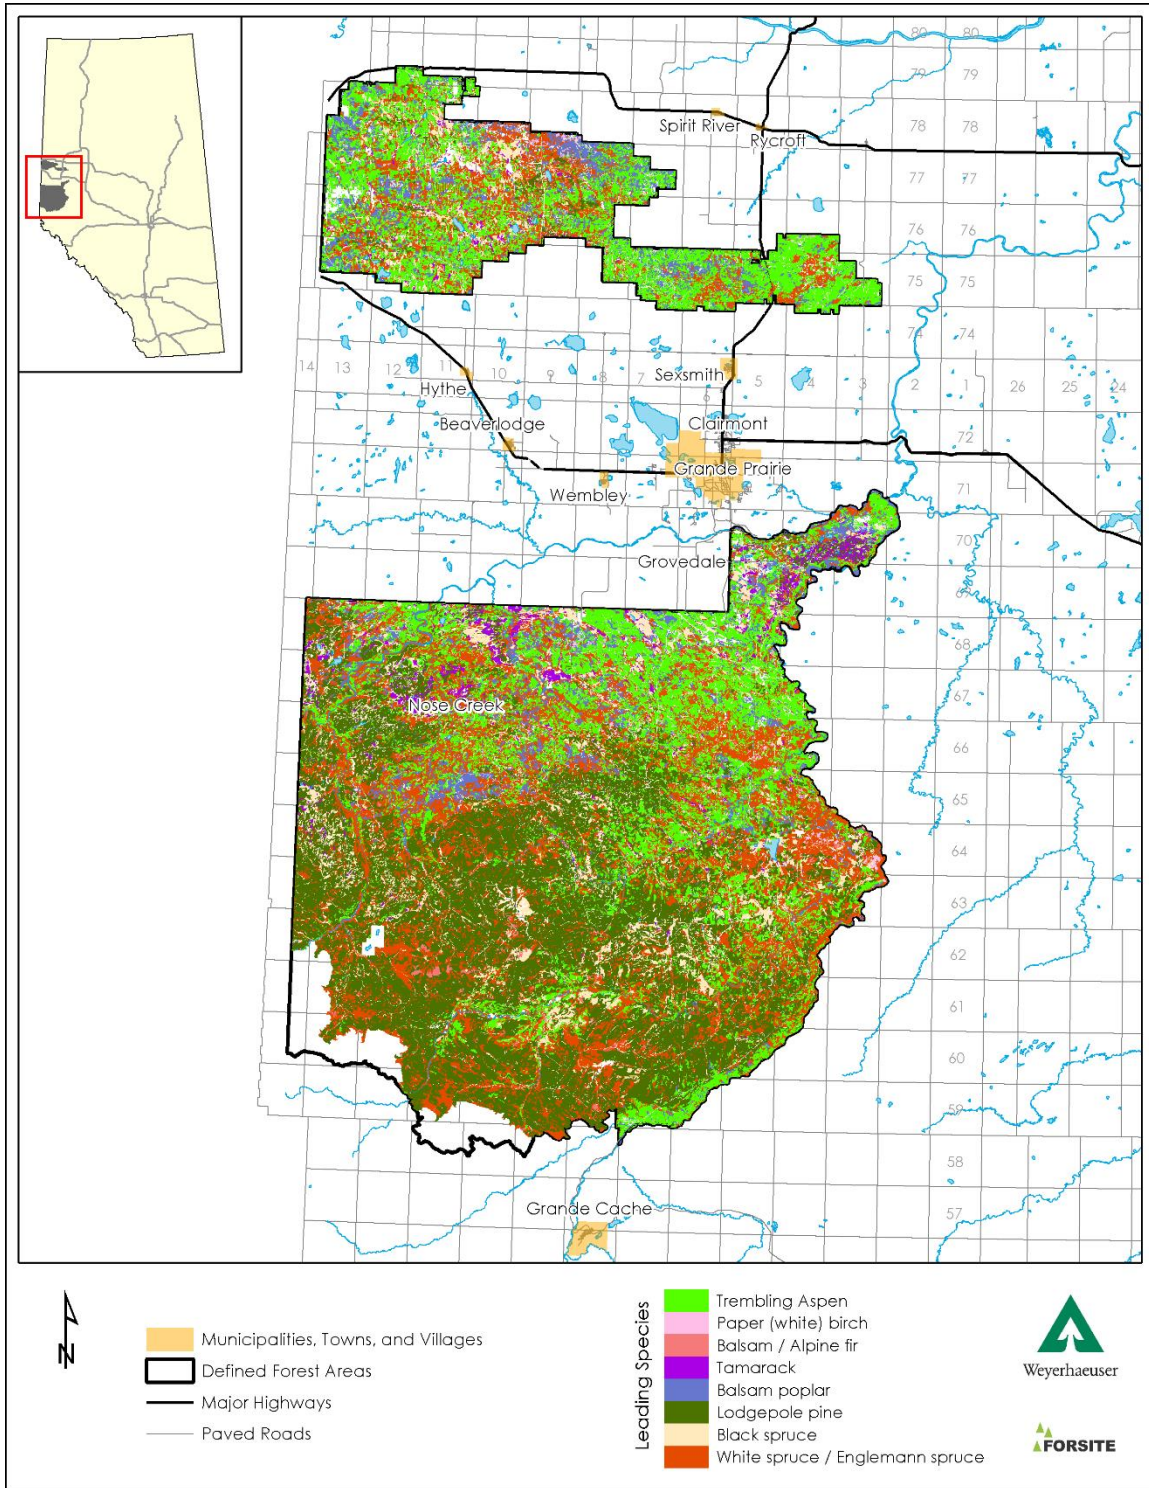 80 80
79 79
Spirit River
78 78
Rycroft
77 77
76 76
75 75
74 74
14 13 12 11 10 9 8 7 6 5 4 3 2 1 26 25 24
Hythe
Sexsmith
Beaverlodge
Clairmont
72
Grande Prairie
Wembley
71
70
Grovedale
68
67
Nose Creek
66
65
64
63
62
61
60
59
58
57
Grande Cache
N
Municipalities, Towns, and Villages
Defined Forest Areas
Major Highways
Paved Roads
Leading Species
Trembling Aspen
Paper (white) birch
Balsam / Alpine fir
Tamarack
Balsam poplar
Lodgepole pine
Black spruce
White spruce / Englemann spruce
Weyerhaeuser
FORSITE